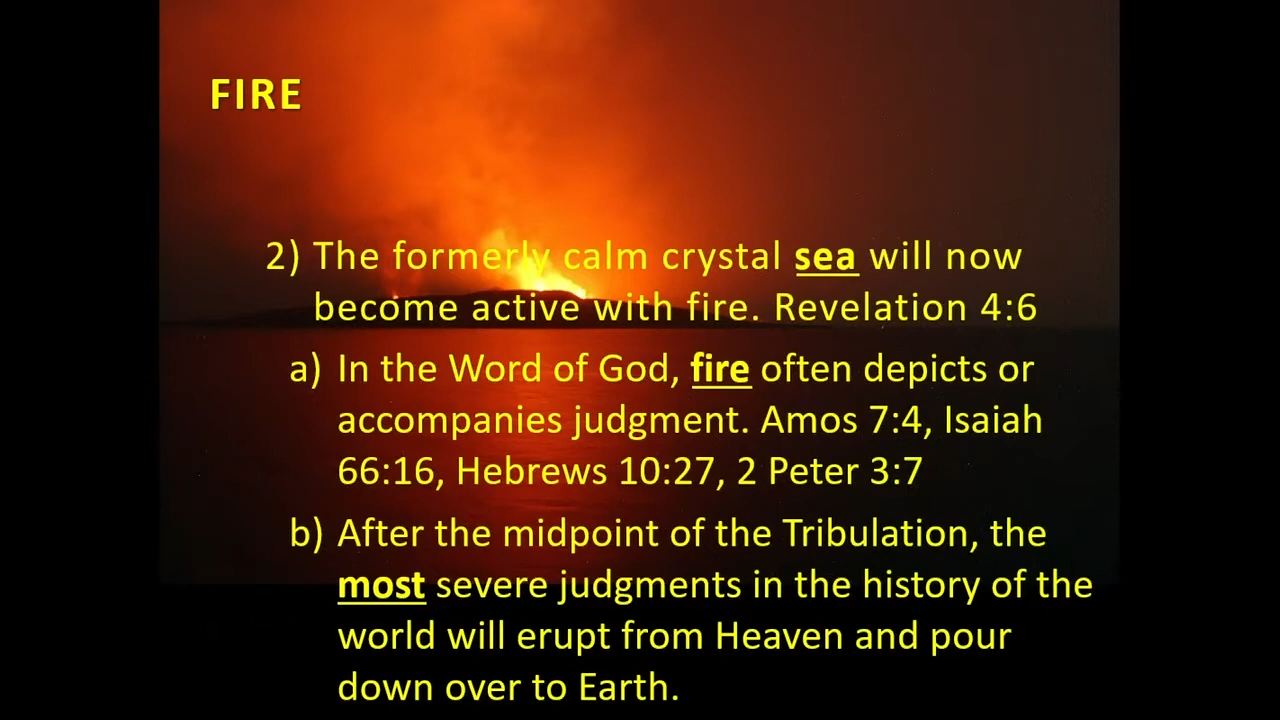 FIRE
2) The formerly calm crystal sea will now
become active with fire. Revelation 4:6
a) In the Word of God, fire often depicts or
accompanies judgment. Amos 7:4, Isaiah
66:16, Hebrews 10:27, 2 Peter 3:7
b) After the midpoint of the Tribulation, the
most severe judgments in the history of the
world will erupt from Heaven and pour
down over to Earth.